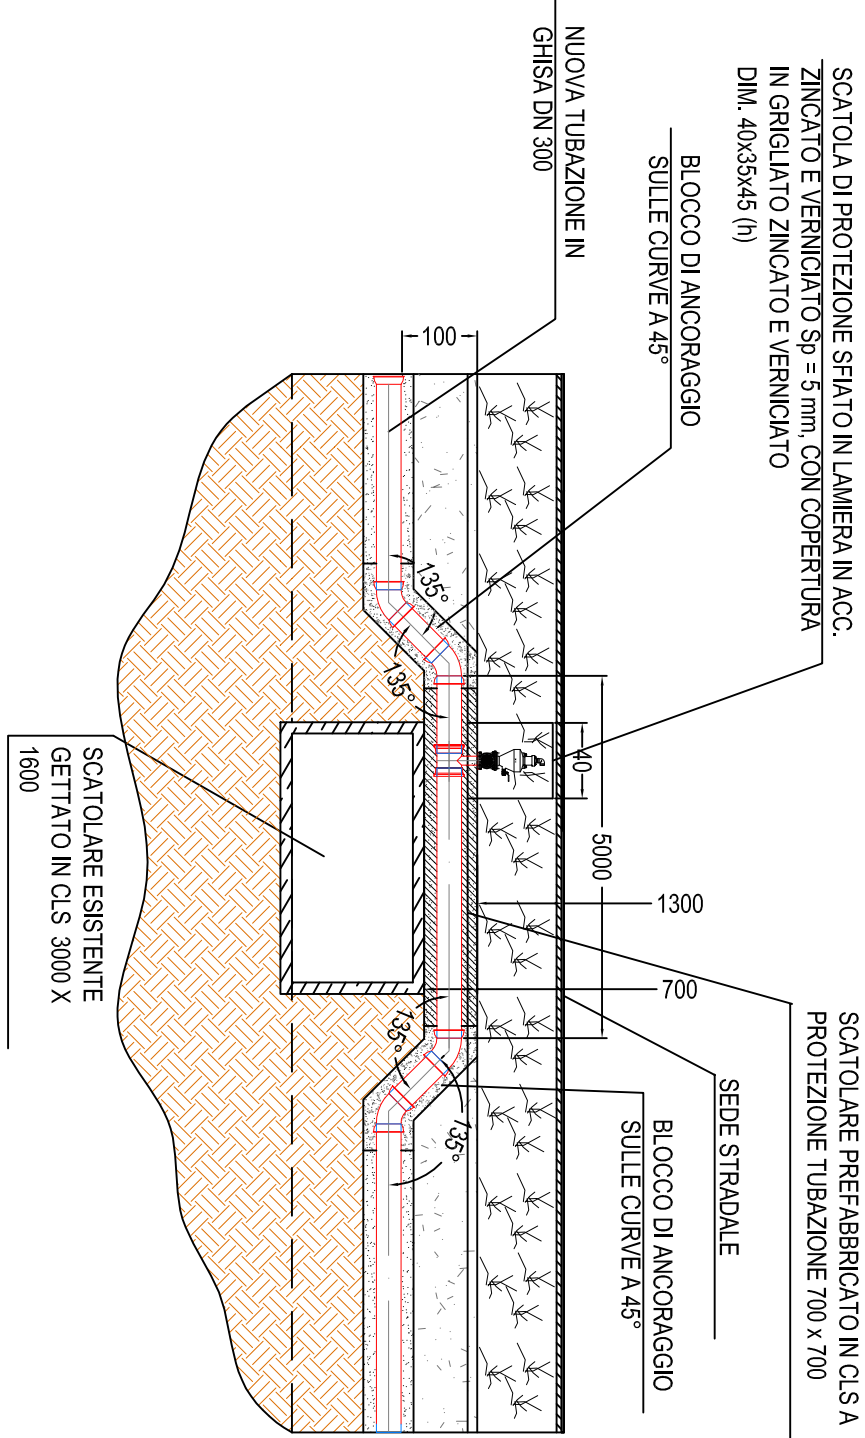 SCATOLA DI PROTEZIONE SFIATO IN LAMIERA IN ACC.
ZINCATO E VERNICIATO Sp = 5 mm, CON COPERTURA
IN GRIGLIATO ZINCATO E VERNICIATO
DIM. 40x35x45 (h)
BLOCCO DI ANCORAGGIO
SULLE CURVE A 45°
NUOVA TUBAZIONE IN
GHISA DN 300
SCATOLARE PREFABBRICATO IN CLS A
PROTEZIONE TUBAZIONE 700 x 700
SEDE STRADALE
BLOCCO DI ANCORAGGIO
SULLE CURVE A 45°
1300
700
5000
40
100
135°
135°
135°
135°
SCATOLARE ESISTENTE
GETTATO IN CLS 3000 X
1600